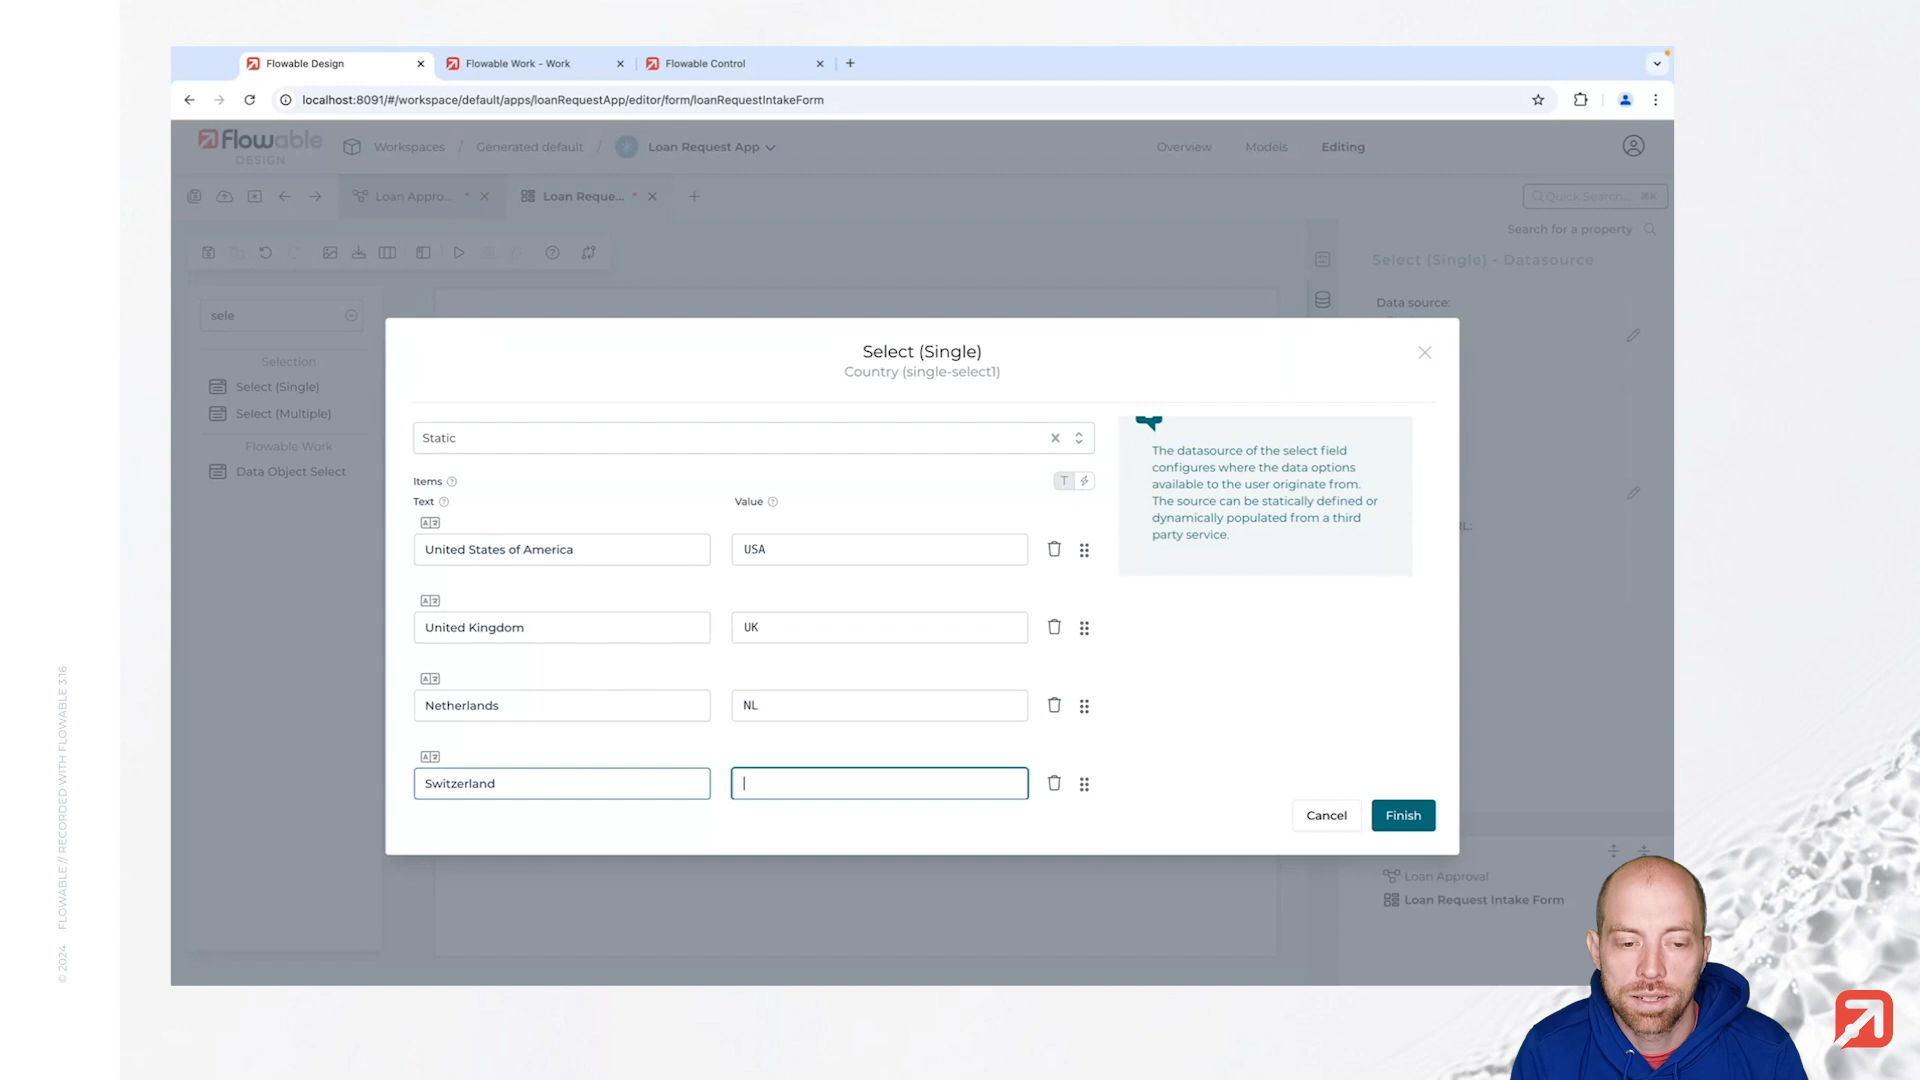 Flowable Design
Flowable Work - Work
Flowable Control
localhost:8091/#/workspace/default/apps/loanRequestApp/editor/form/loanRequestIntakeForm
Flowable
DESIGN
Workspaces / Generated default / Loan Request App
Overview
Models
Editing
Loan Appro... *
Loan Reque... *
Quick Search... ⌘K
Search for a property
Select (Single) - Datasource
Data source:
sele
Selection
Select (Single)
Select (Multiple)
Flowable Work
Data Object Select
Select (Single)
Country (single-select1)
Static
Items
Text
Value
United States of America
USA
United Kingdom
UK
Netherlands
NL
Switzerland
The datasource of the select field
configures where the data options
available to the user originate from.
The source can be statically defined or
dynamically populated from a third
party service.
RL:
Cancel
Finish
Loan Approval
Loan Request Intake Form
© 2024 FLOWABLE // RECORDED WITH FLOWABLE 3.16